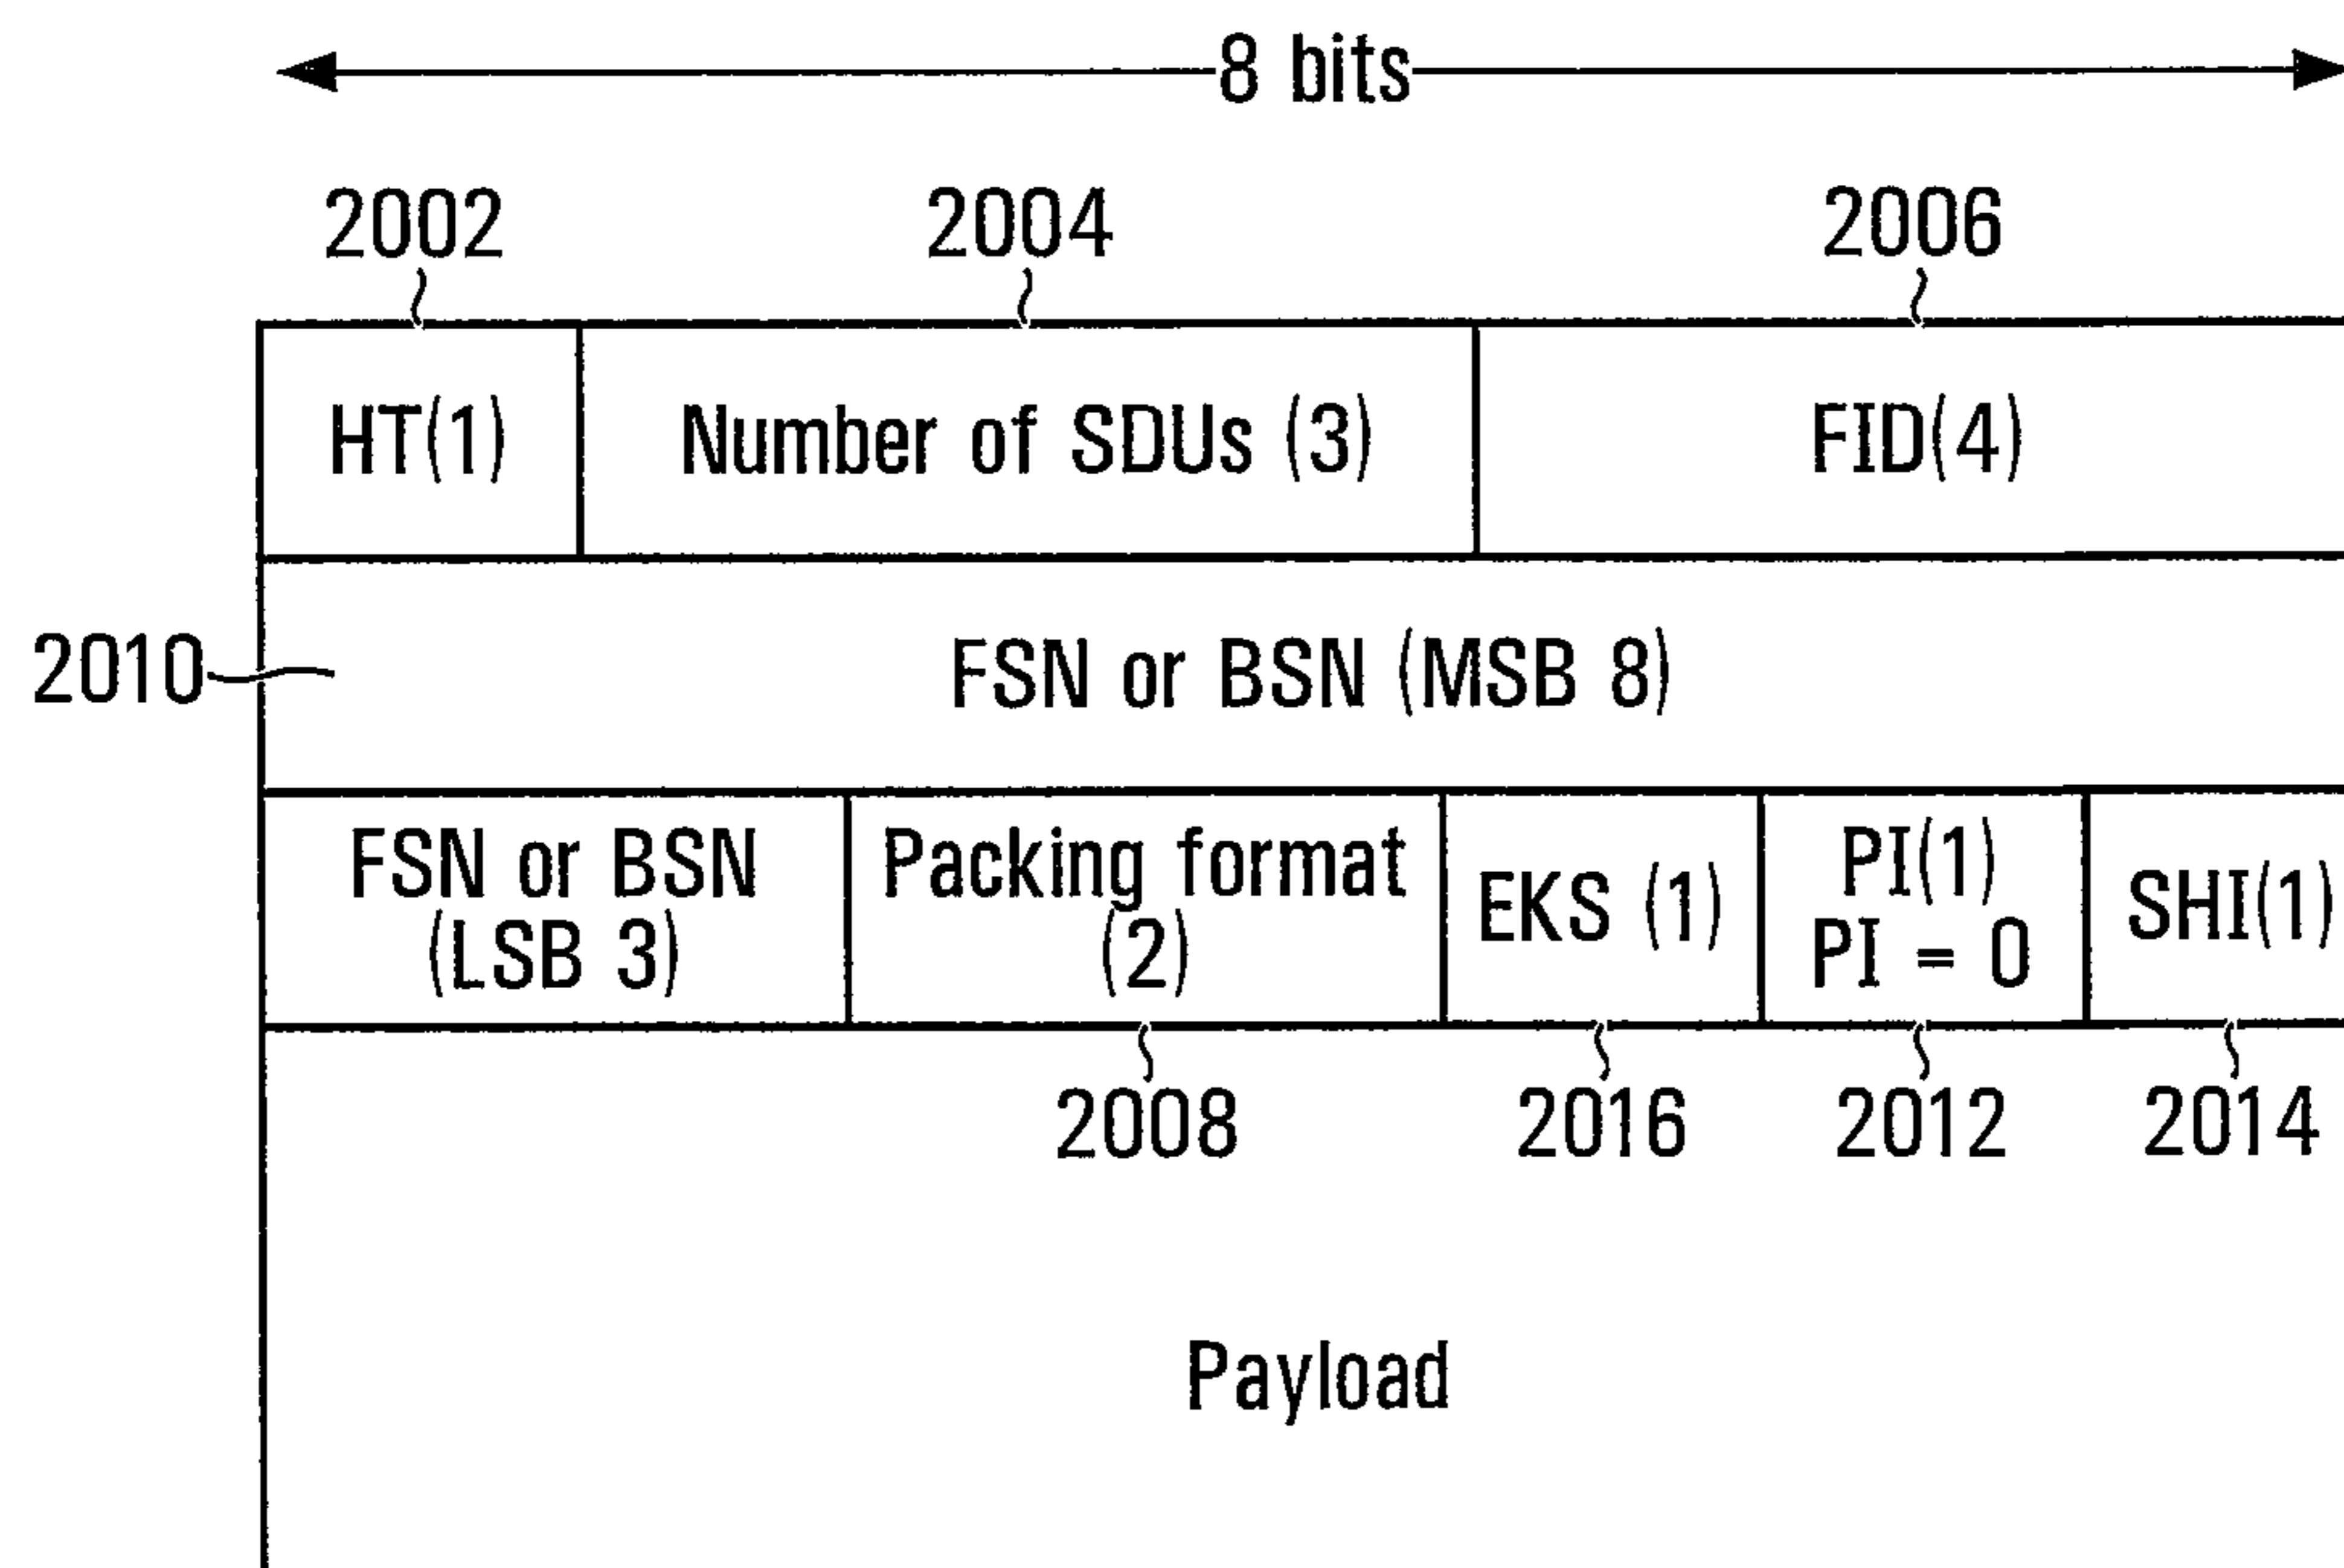 8 bits
2002 2004 2006
HT(1) Number of SDUs (3) FID(4)
2010
FSN or BSN (MSB 8)
FSN or BSN
(LSB 3)
Packing format
(2)
EKS (1)
PI(1)
PI = 0
SHI(1)
2008 2016 2012 2014
Payload